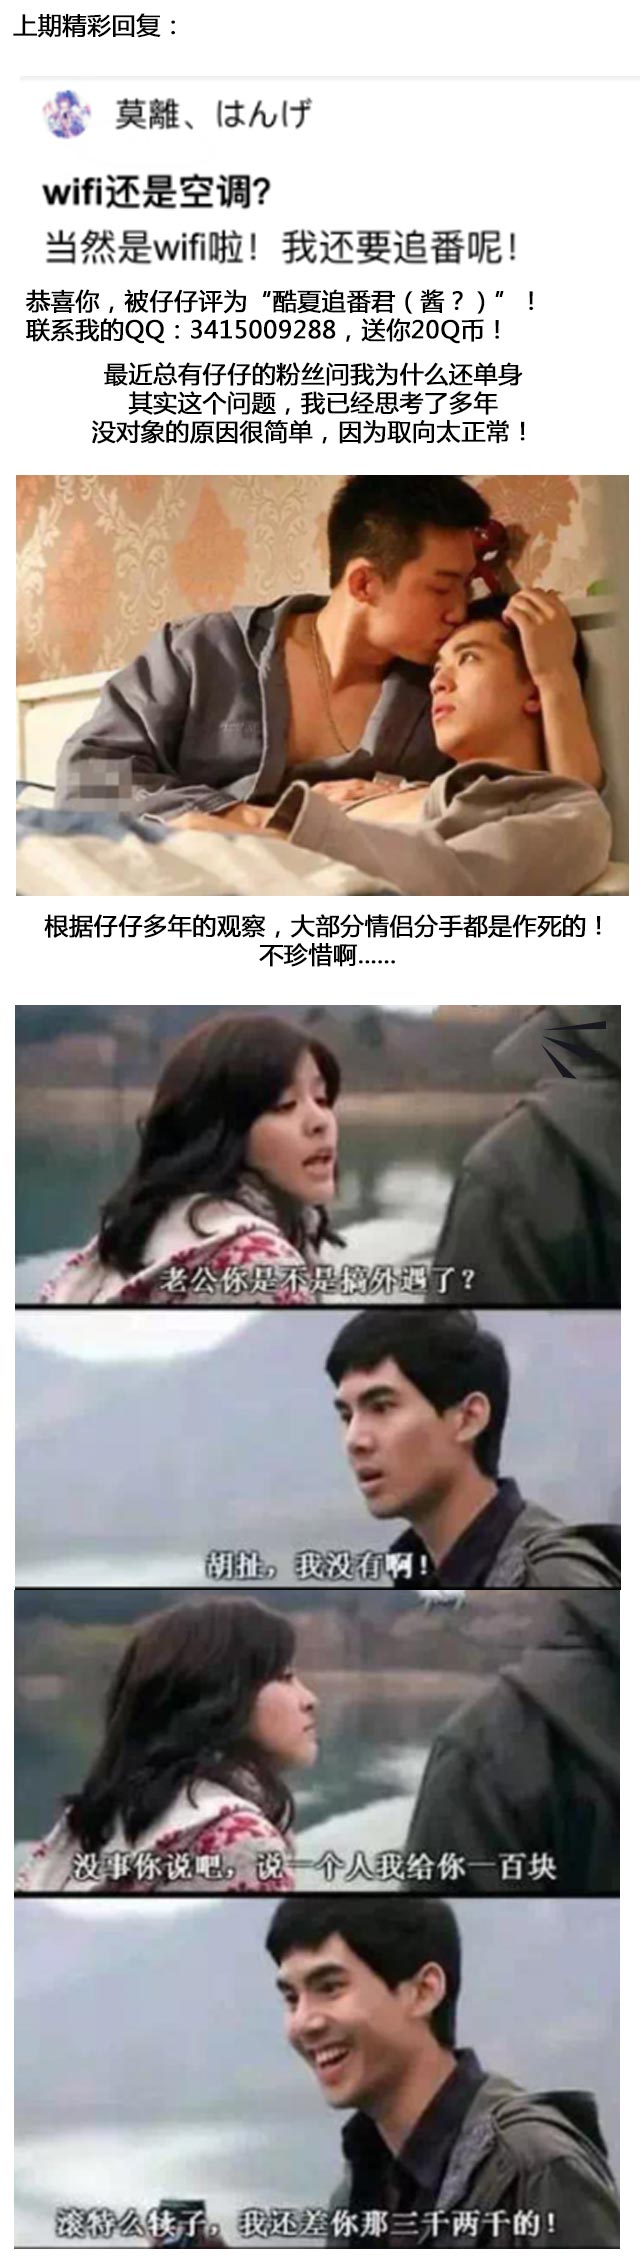 上期精彩回复：
莫離、はんげ
wifi还是空调?
当然是wifi啦！我还要追番呢！
恭喜你，被仔仔评为“酷夏追番君（酱？）”！
联系我的QQ：3415009288，送你20Q币！
最近总有仔仔的粉丝问我为什么还单身
其实这个问题，我已经思考了多年
没对象的原因很简单，因为取向太正常！
根据仔仔多年的观察，大部分情侣分手都是作死的！
不珍惜啊......
老公你是不是搞外遇了？
胡扯，我没有啊！
没事你说吧，说一个人我给你一百块
滚特么犊子，我还差你那三千两千的！